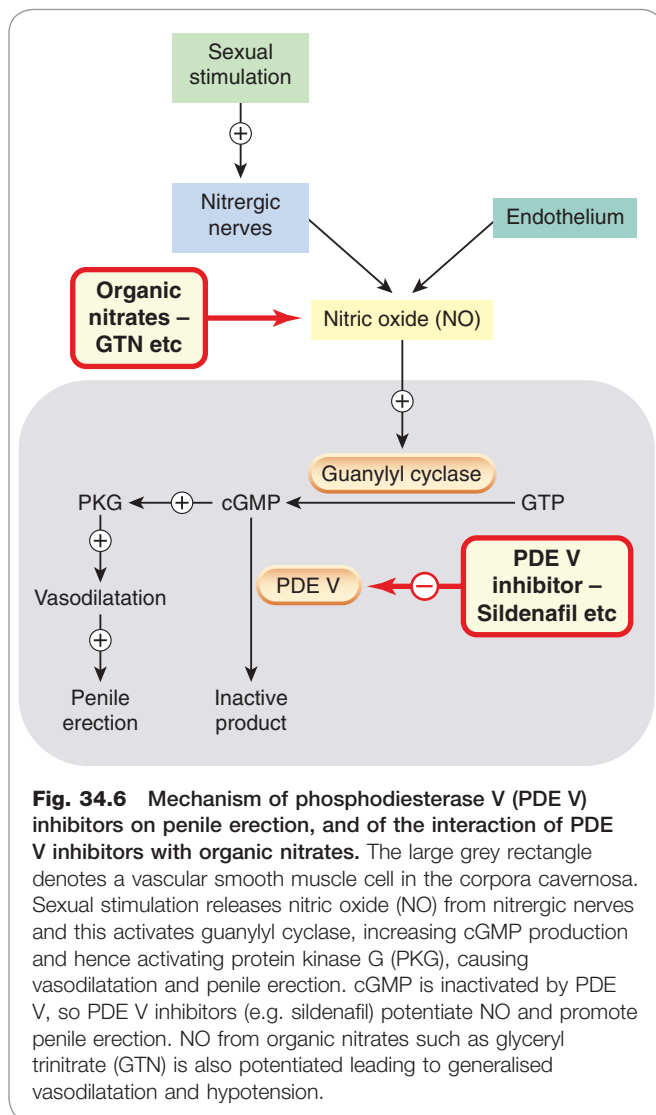 Sexual
stimulation
+
Nitrergic
nerves
Endothelium
Organic
nitrates –
GTN etc
Nitric oxide (NO)
+
Guanylyl cyclase
PKG
+
cGMP
GTP
+
PDE V
−
PDE V
inhibitor –
Sildenafil etc
Vasodilatation
+
Penile
erection
Inactive
product
Fig. 34.6 Mechanism of phosphodiesterase V (PDE V)
inhibitors on penile erection, and of the interaction of PDE
V inhibitors with organic nitrates. The large grey rectangle
denotes a vascular smooth muscle cell in the corpora cavernosa.
Sexual stimulation releases nitric oxide (NO) from nitrergic nerves
and this activates guanylyl cyclase, increasing cGMP production
and hence activating protein kinase G (PKG), causing
vasodilatation and penile erection. cGMP is inactivated by PDE
V, so PDE V inhibitors (e.g. sildenafil) potentiate NO and promote
penile erection. NO from organic nitrates such as glyceryl
trinitrate (GTN) is also potentiated leading to generalised
vasodilatation and hypotension.